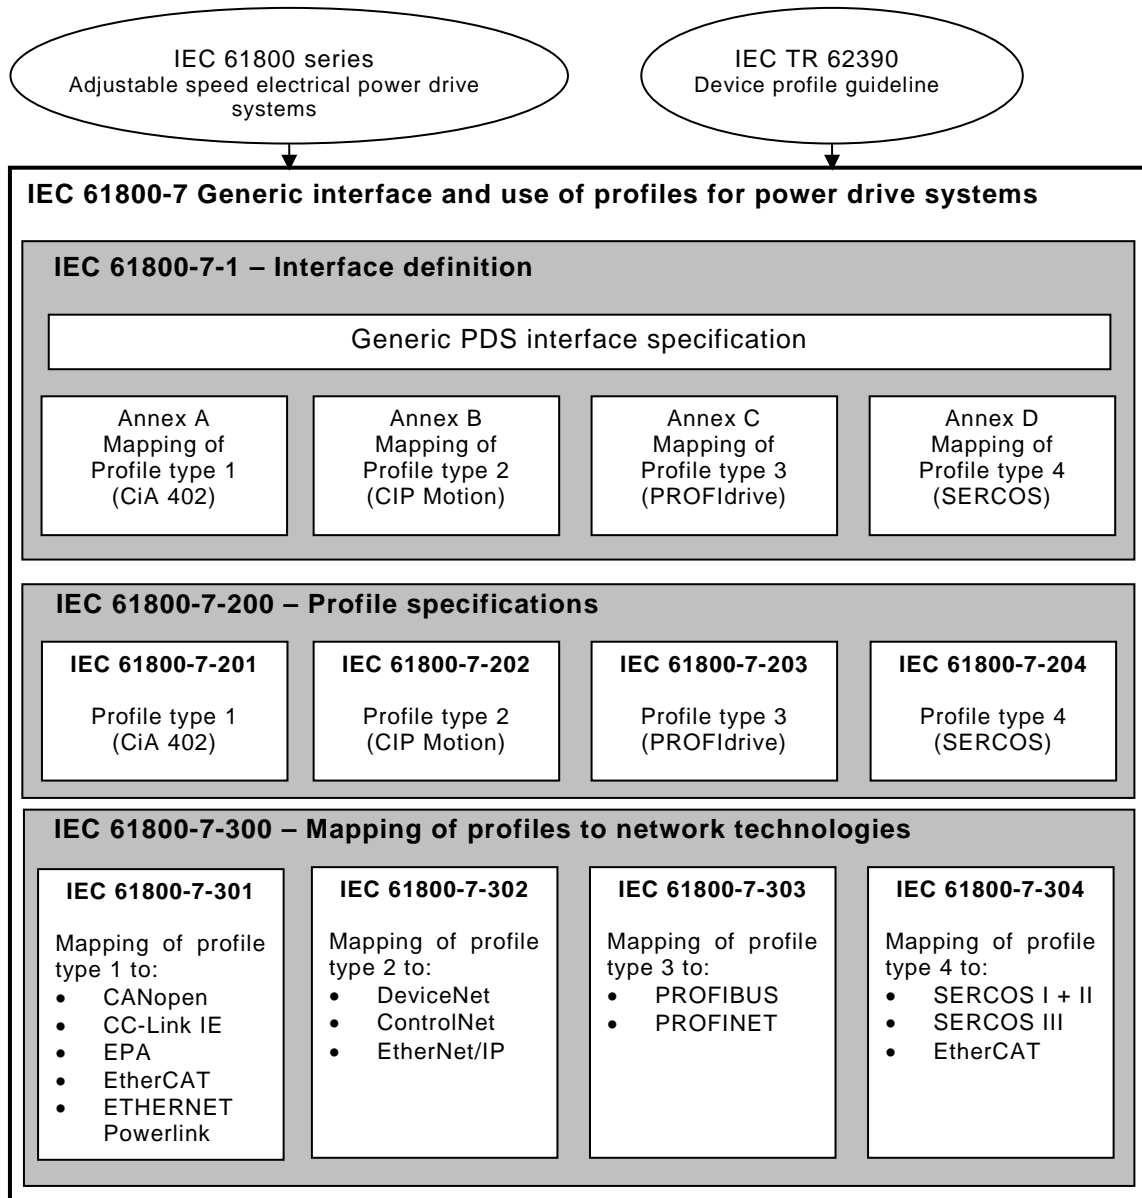 IEC 61800 series
Adjustable speed electrical power drive
systems
IEC TR 62390
Device profile guideline
IEC 61800-7 Generic interface and use of profiles for power drive systems
IEC 61800-7-1 – Interface definition
Generic PDS interface specification
Annex A
Mapping of
Profile type 1
(CiA 402)
Annex B
Mapping of
Profile type 2
(CIP Motion)
Annex C
Mapping of
Profile type 3
(PROFIdrive)
Annex D
Mapping of
Profile type 4
(SERCOS)
IEC 61800-7-200 – Profile specifications
IEC 61800-7-201
Profile type 1
(CiA 402)
IEC 61800-7-202
Profile type 2
(CIP Motion)
IEC 61800-7-203
Profile type 3
(PROFIdrive)
IEC 61800-7-204
Profile type 4
(SERCOS)
IEC 61800-7-300 – Mapping of profiles to network technologies
IEC 61800-7-301
Mapping of profile
type 1 to:
• CANopen
• CC-Link IE
• EPA
• EtherCAT
• ETHERNET
Powerlink
IEC 61800-7-302
Mapping of profile
type 2 to:
• DeviceNet
• ControlNet
• EtherNet/IP
IEC 61800-7-303
Mapping of profile
type 3 to:
• PROFIBUS
• PROFINET
IEC 61800-7-304
Mapping of profile
type 4 to:
• SERCOS I + II
• SERCOS III
• EtherCAT